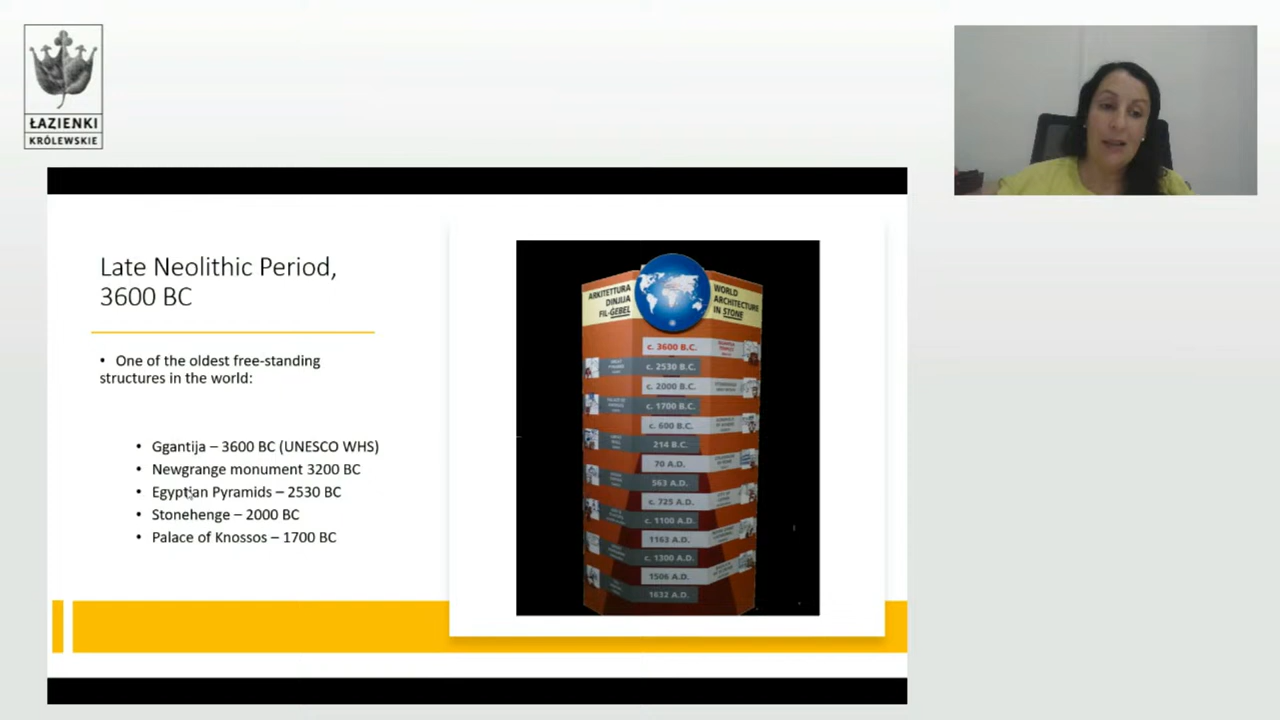 ŁAZIENKI
KRÓLEWSKIE
Late Neolithic Period,
3600 BC
• One of the oldest free-standing
structures in the world:
• Ggantija – 3600 BC (UNESCO WHS)
• Newgrange monument 3200 BC
• Egyptian Pyramids – 2530 BC
• Stonehenge – 2000 BC
• Palace of Knossos – 1700 BC
ARKITETTURA
DINJIJA
FIL-GEBEL
WORLD
ARCHITECTURE
IN STONE
c. 3600 B.C.
c. 2530 B.C.
c. 2000 B.C.
c. 1700 B.C.
c. 600 B.C.
214 B.C.
70 A.D.
563 A.D.
c. 725 A.D.
c. 1100 A.D.
1163 A.D.
c. 1300 A.D.
1506 A.D.
1632 A.D.